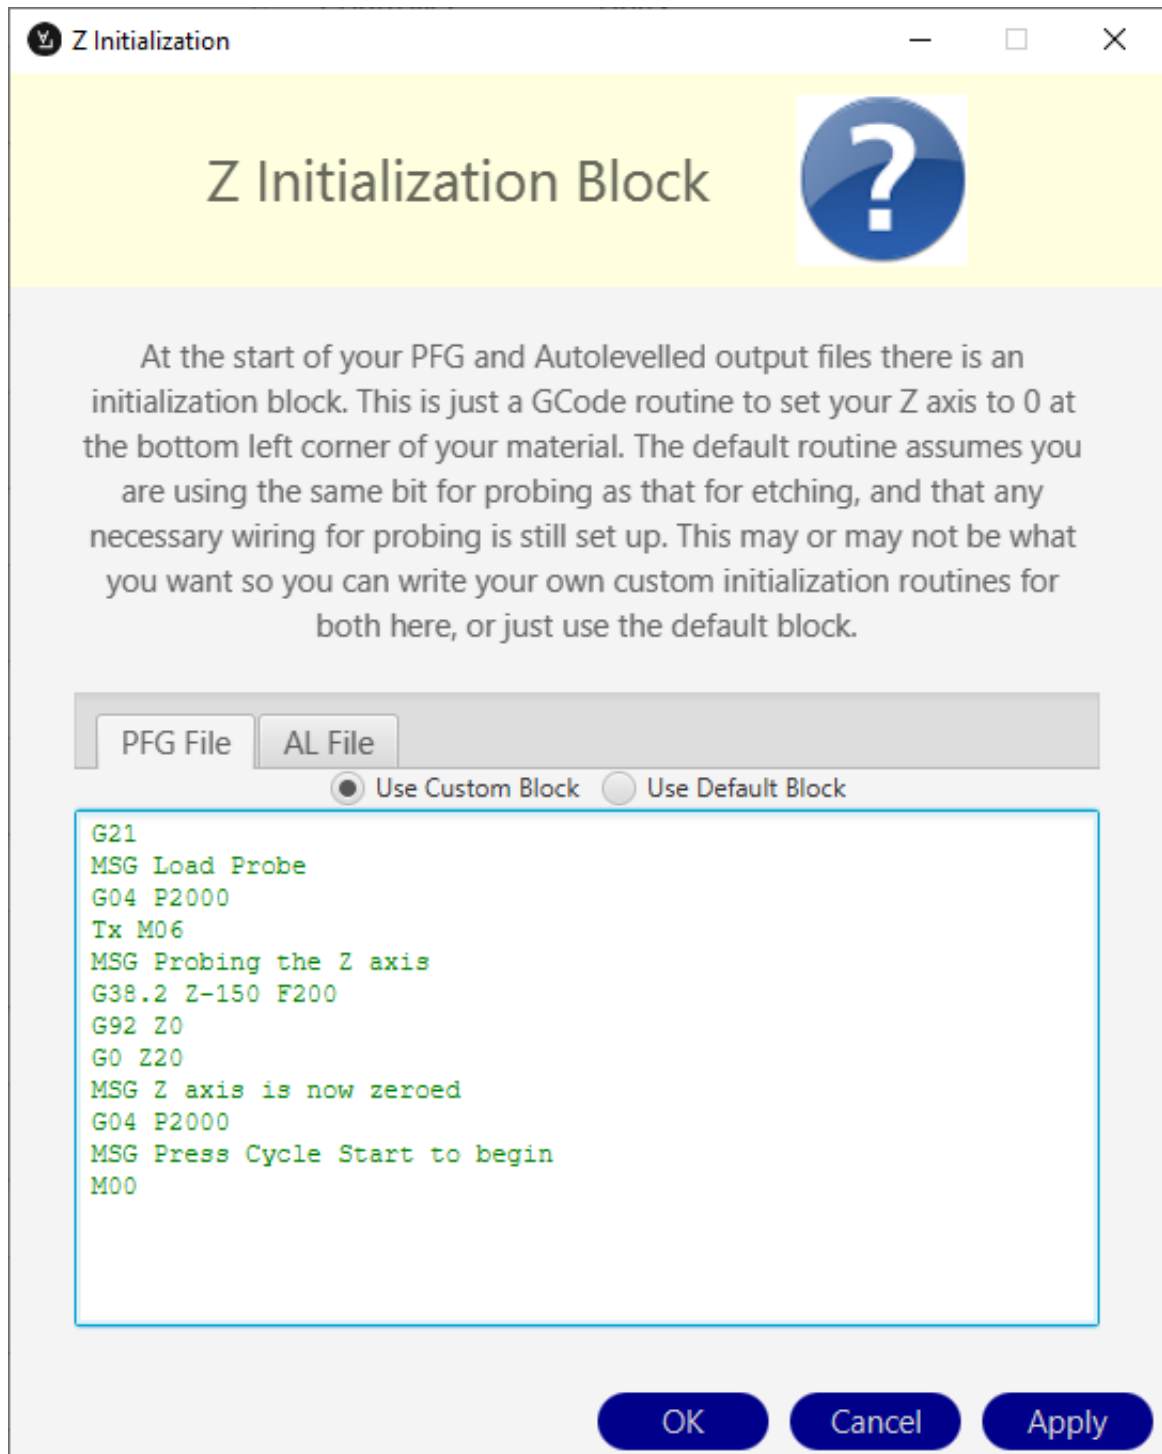 Z Initialization
Z Initialization Block
?
At the start of your PFG and Autolevelled output files there is an
initialization block. This is just a GCode routine to set your Z axis to 0 at
the bottom left corner of your material. The default routine assumes you
are using the same bit for probing as that for etching, and that any
necessary wiring for probing is still set up. This may or may not be what
you want so you can write your own custom initialization routines for
both here, or just use the default block.
PFG File AL File
Use Custom Block Use Default Block
G21
MSG Load Probe
G04 P2000
Tx M06
MSG Probing the Z axis
G38.2 Z-150 F200
G92 Z0
G0 Z20
MSG Z axis is now zeroed
G04 P2000
MSG Press Cycle Start to begin
M00
OK Cancel Apply